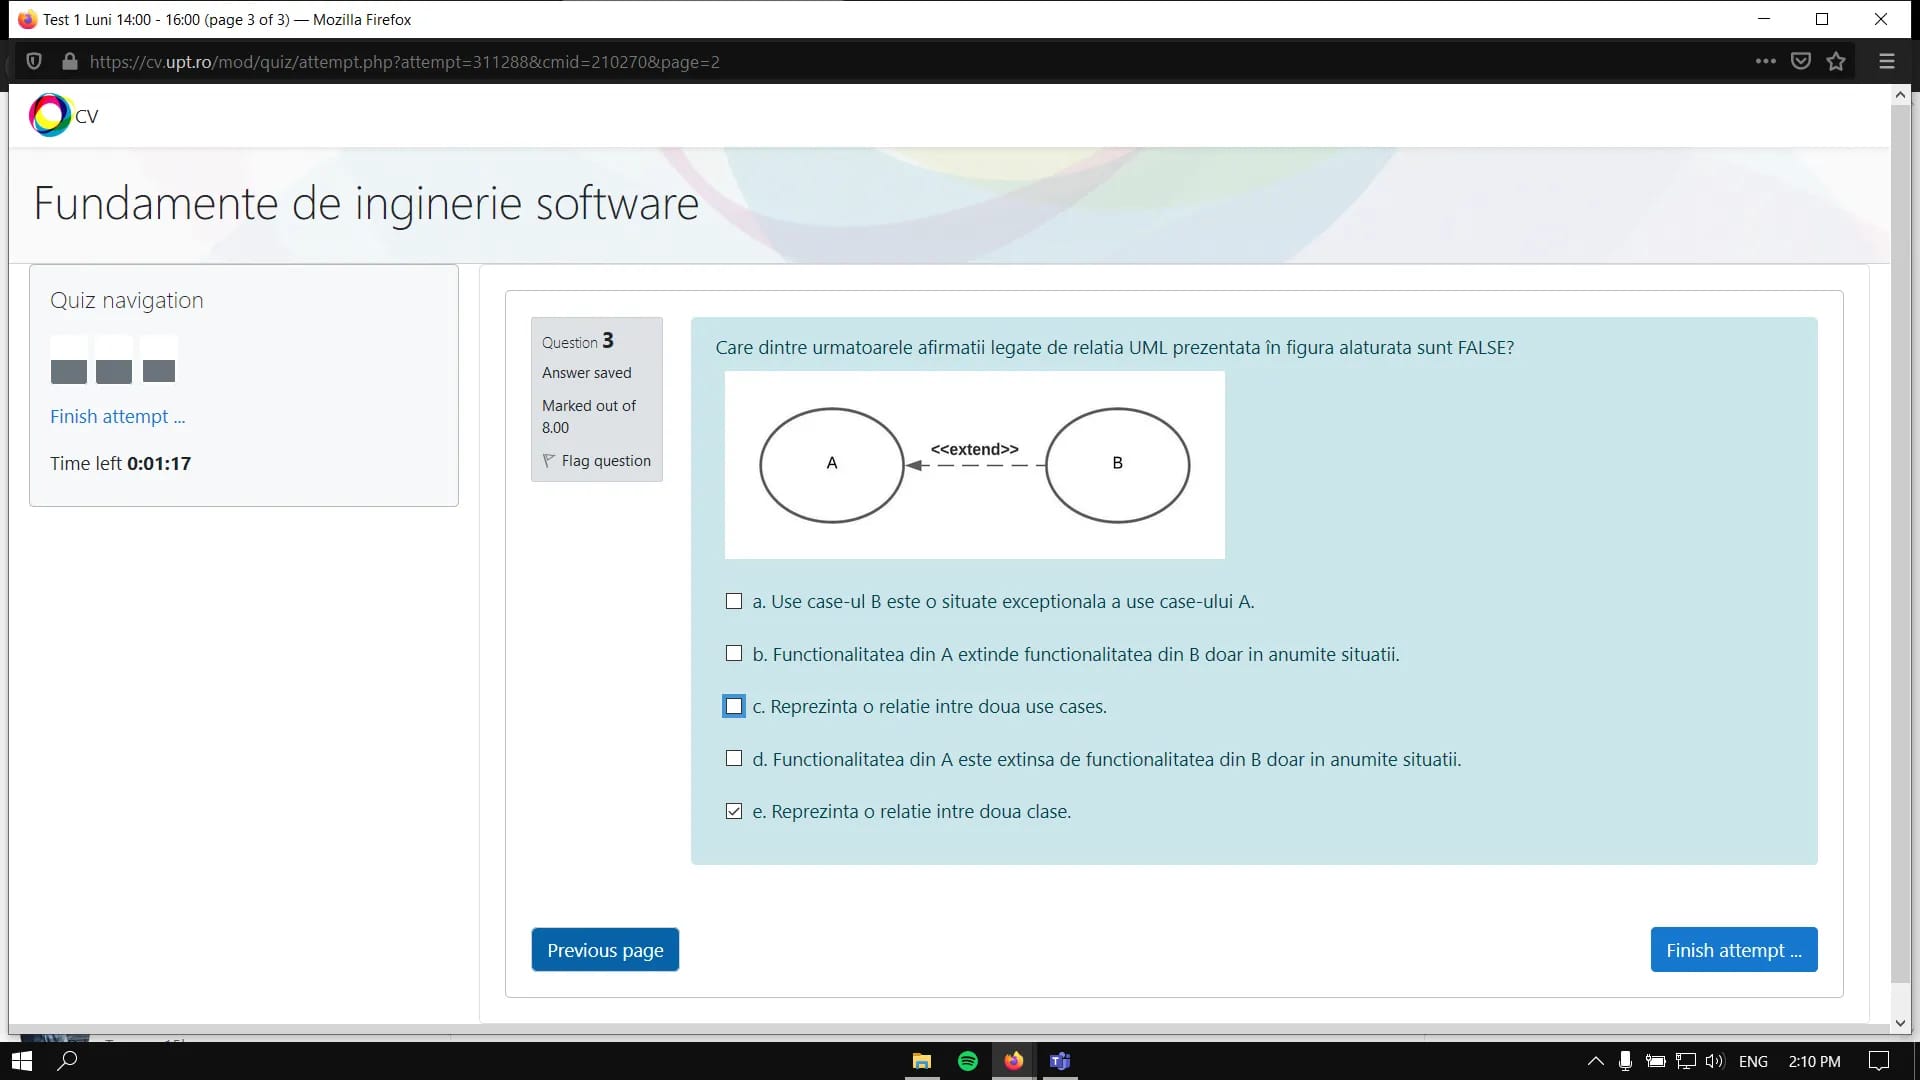 Test 1 Luni 14:00 - 16:00 (page 3 of 3) — Mozilla Firefox
https://cv.upt.ro/mod/quiz/attempt.php?attempt=311288&cmid=210270&page=2
CV
Fundamente de inginerie software
Quiz navigation
Finish attempt ...
Time left 0:01:17
Question 3
Answer saved
Marked out of
8.00
Flag question
Care dintre urmatoarele afirmatii legate de relatia UML prezentata în figura alaturata sunt FALSE?
<<extend>>
A
B
a. Use case-ul B este o situate exceptionala a use case-ului A.
b. Functionalitatea din A extinde functionalitatea din B doar in anumite situatii.
c. Reprezinta o relatie intre doua use cases.
d. Functionalitatea din A este extinsa de functionalitatea din B doar in anumite situatii.
e. Reprezinta o relatie intre doua clase.
Previous page
Finish attempt ...
ENG
2:10 PM